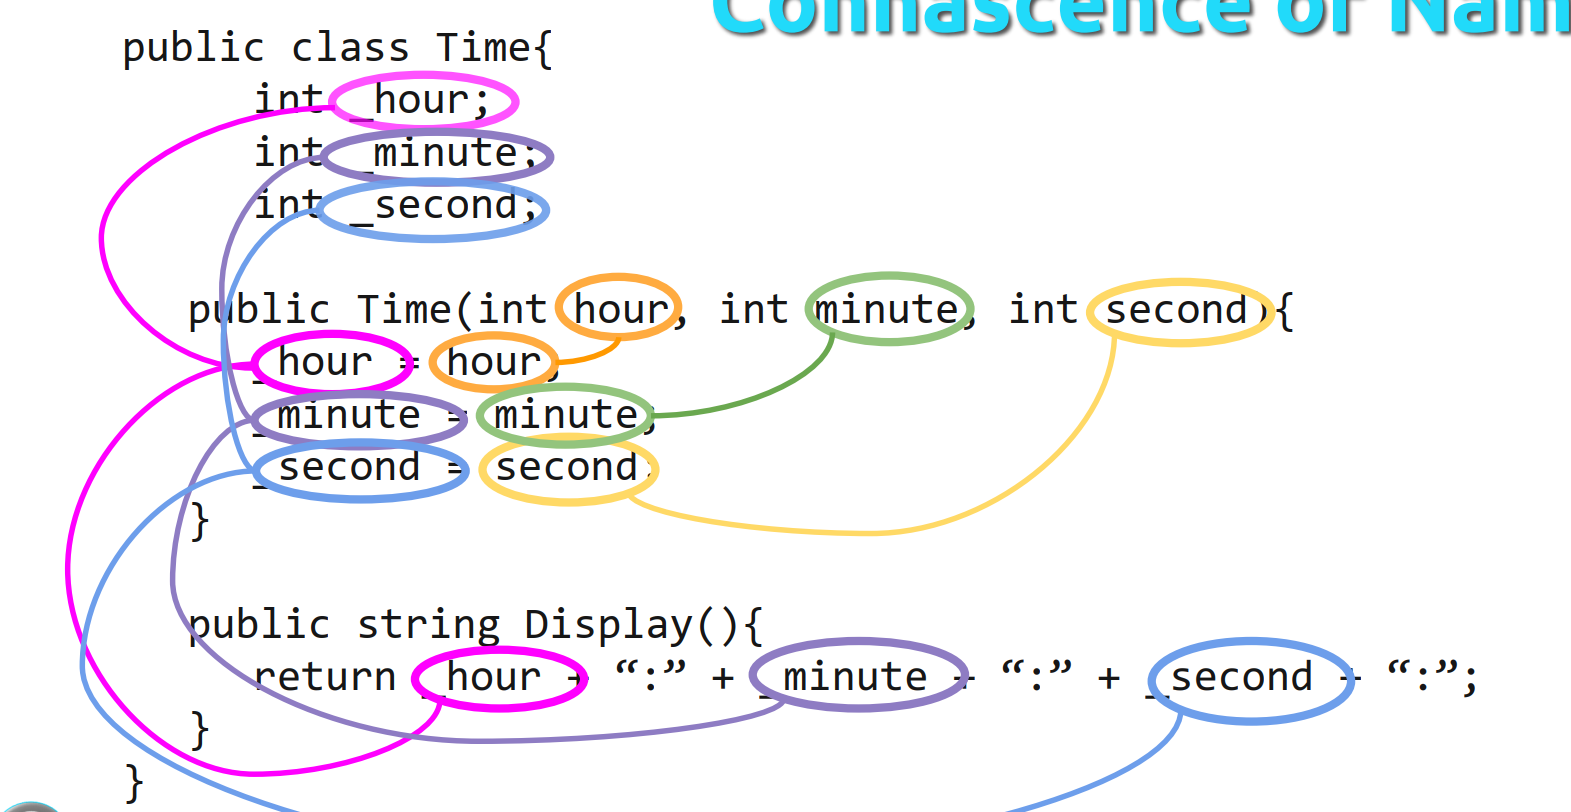 Connascence of Nam
public class Time{
int _hour;
int _minute;
int _second;
public Time(int hour, int minute, int second){
_hour = hour;
_minute = minute;
_second = second;
}
public string Display(){
return _hour + “:” + _minute + “:” + _second + “:”;
}
}